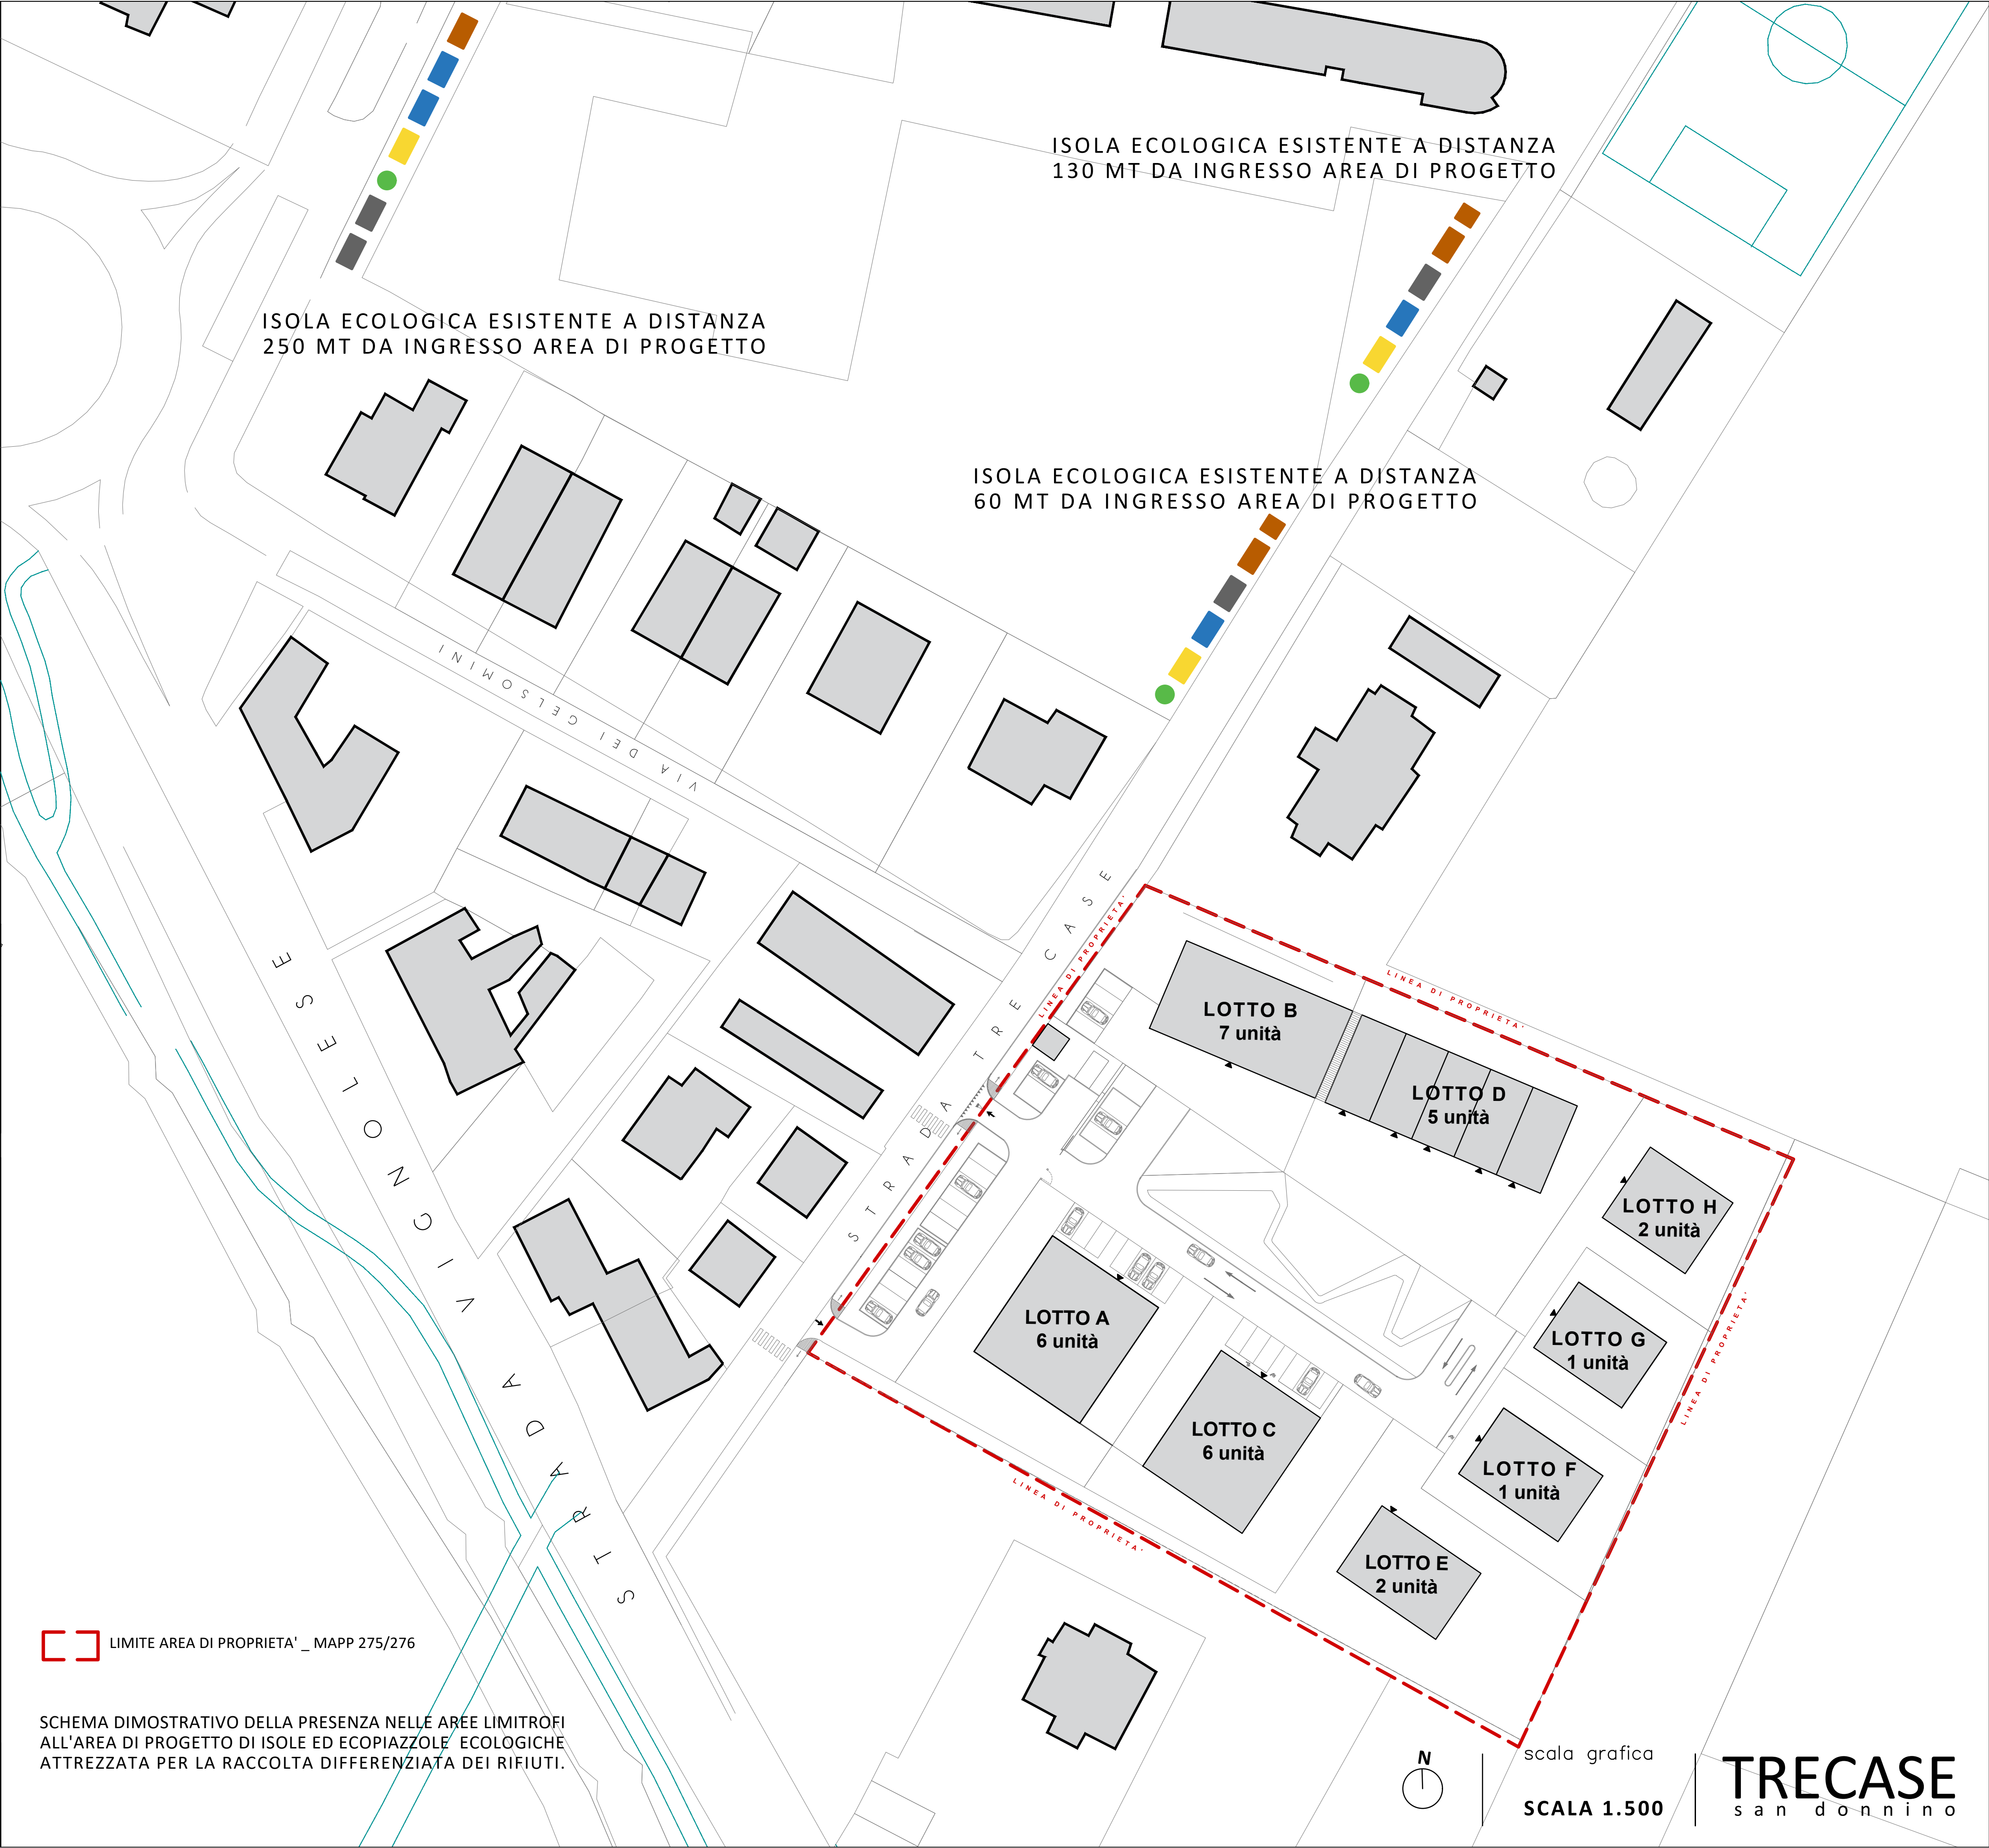 ISOLA ECOLOGICA ESISTENTE A DISTANZA
130 MT DA INGRESSO AREA DI PROGETTO
ISOLA ECOLOGICA ESISTENTE A DISTANZA
250 MT DA INGRESSO AREA DI PROGETTO
ISOLA ECOLOGICA ESISTENTE A DISTANZA
60 MT DA INGRESSO AREA DI PROGETTO
VIA DEI GELSOMINI
STRADA TRE CASE
STRADA VIGNOLESE
LINEA DI PROPRIETA'
LINEA DI PROPRIETA'
LOTTO B
7 unità
LOTTO D
5 unità
LOTTO H
2 unità
LOTTO A
6 unità
LOTTO G
1 unità
LINEA DI PROPRIETA'
LOTTO C
6 unità
LOTTO F
1 unità
LINEA DI PROPRIETA'
LOTTO E
2 unità
LIMITE AREA DI PROPRIETA' _ MAPP 275/276
SCHEMA DIMOSTRATIVO DELLA PRESENZA NELLE AREE LIMITROFI
ALL'AREA DI PROGETTO DI ISOLE ED ECOPIAZZOLE ECOLOGICHE
ATTREZZATA PER LA RACCOLTA DIFFERENZIATA DEI RIFIUTI.
N
scala grafica
SCALA 1.500
TRECASE
san donnino